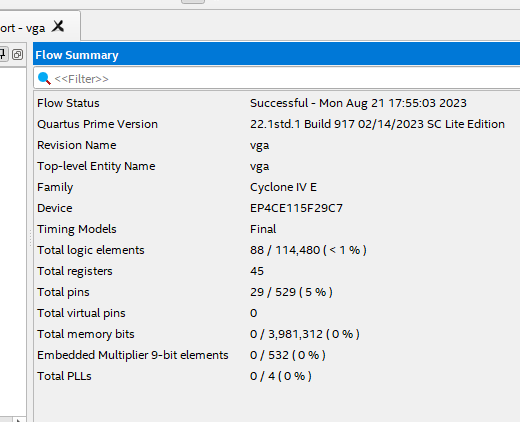 ort - vga
Flow Summary
<<Filter>>
Flow Status Successful - Mon Aug 21 17:55:03 2023
Quartus Prime Version 22.1std.1 Build 917 02/14/2023 SC Lite Edition
Revision Name vga
Top-level Entity Name vga
Family Cyclone IV E
Device EP4CE115F29C7
Timing Models Final
Total logic elements 88 / 114,480 ( < 1 % )
Total registers 45
Total pins 29 / 529 ( 5 % )
Total virtual pins 0
Total memory bits 0 / 3,981,312 ( 0 % )
Embedded Multiplier 9-bit elements 0 / 532 ( 0 % )
Total PLLs 0 / 4 ( 0 % )